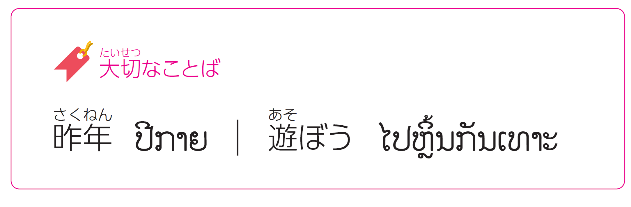 たいせつ
大切なことば
さくねん あそ
昨年 ປີກາຍ | 遊ぼう ໄປຫຼິ້ນກັນເທາະ